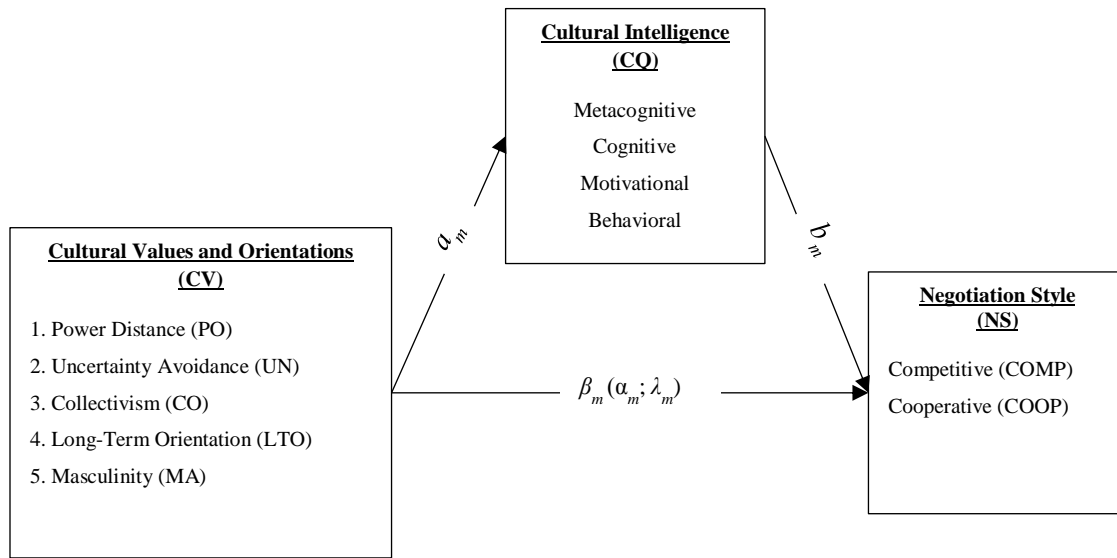 Cultural Intelligence
(CQ)
Metacognitive
Cognitive
Motivational
Behavioral
a_m
b_m
Cultural Values and Orientations
(CV)
1. Power Distance (PO)
2. Uncertainty Avoidance (UN)
3. Collectivism (CO)
4. Long-Term Orientation (LTO)
5. Masculinity (MA)
β_m (α_m; λ_m)
Negotiation Style
(NS)
Competitive (COMP)
Cooperative (COOP)